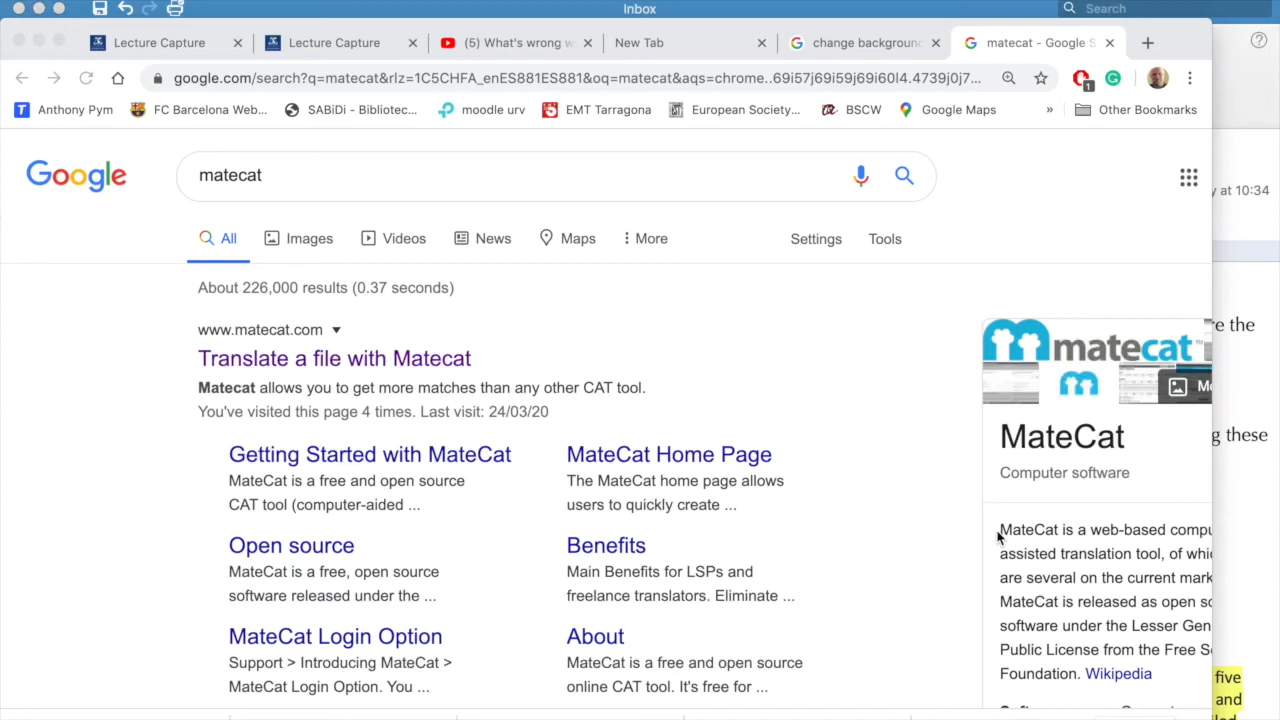 Inbox
Search
Lecture Capture
Lecture Capture
(5) What's wrong w
New Tab
change background
matecat - Google S
google.com/search?q=matecat&rlz=1C5CHFA_enES881ES881&oq=matecat&aqs=chrome..69i57j69i59j69i60l4.4739j0j7...
1
Anthony Pym
FC Barcelona Web...
SABiDi - Bibliotec...
moodle urv
EMT Tarragona
European Society...
BSCW
Google Maps
»
Other Bookmarks
Google
matecat
y at 10:34
All
Images
Videos
News
Maps
More
Settings
Tools
About 226,000 results (0.37 seconds)
www.matecat.com
Translate a file with Matecat
Matecat allows you to get more matches than any other CAT tool.
You've visited this page 4 times. Last visit: 24/03/20
Getting Started with MateCat
MateCat is a free and open source
CAT tool (computer-aided ...
MateCat Home Page
The MateCat home page allows
users to quickly create ...
Open source
MateCat is a free, open source
software released under the ...
Benefits
Main Benefits for LSPs and
freelance translators. Eliminate ...
MateCat Login Option
Support > Introducing MateCat >
MateCat Login Option. You ...
About
MateCat is a free and open source
online CAT tool. It's free for ...
matecat™
Mo
MateCat
Computer software
MateCat is a web-based compu
assisted translation tool, of whic
are several on the current mark
MateCat is released as open so
software under the Lesser Gen
Public License from the Free So
Foundation. Wikipedia
re the
g these
five
and